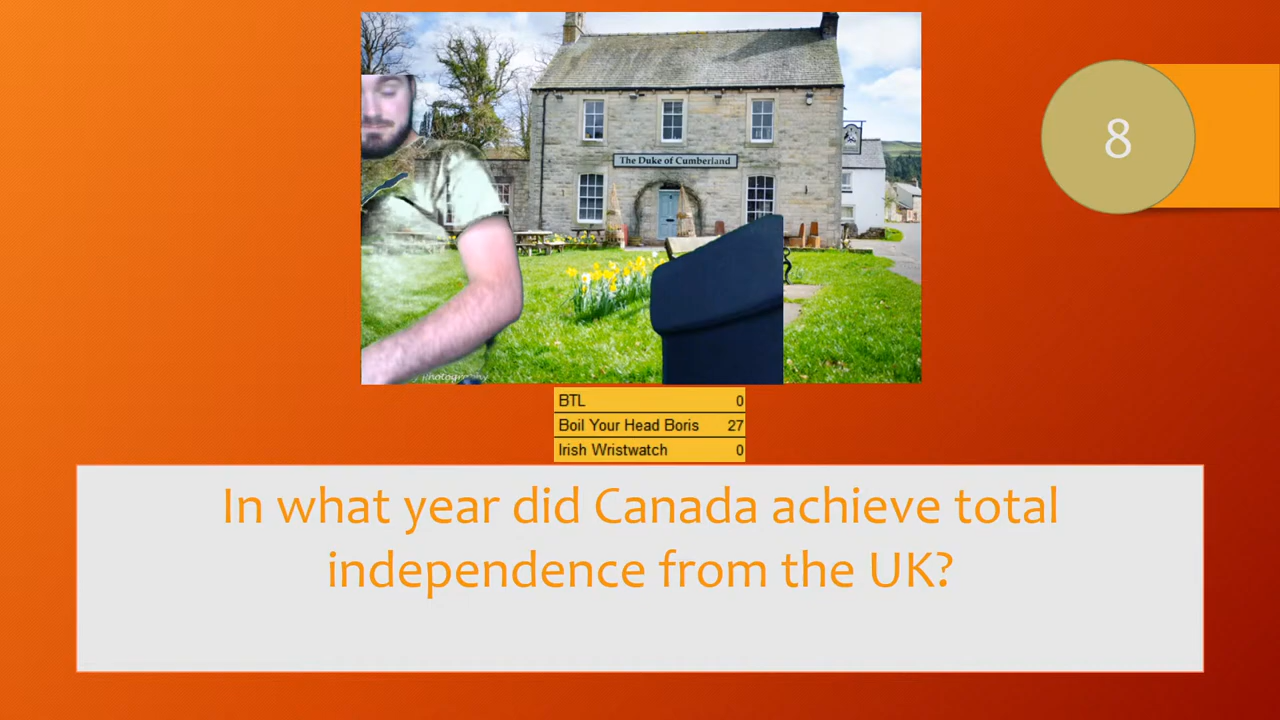 The Duke of Cumberland
8
Photography
BTL 0
Boil Your Head Boris 27
Irish Wristwatch 0
In what year did Canada achieve total
independence from the UK?